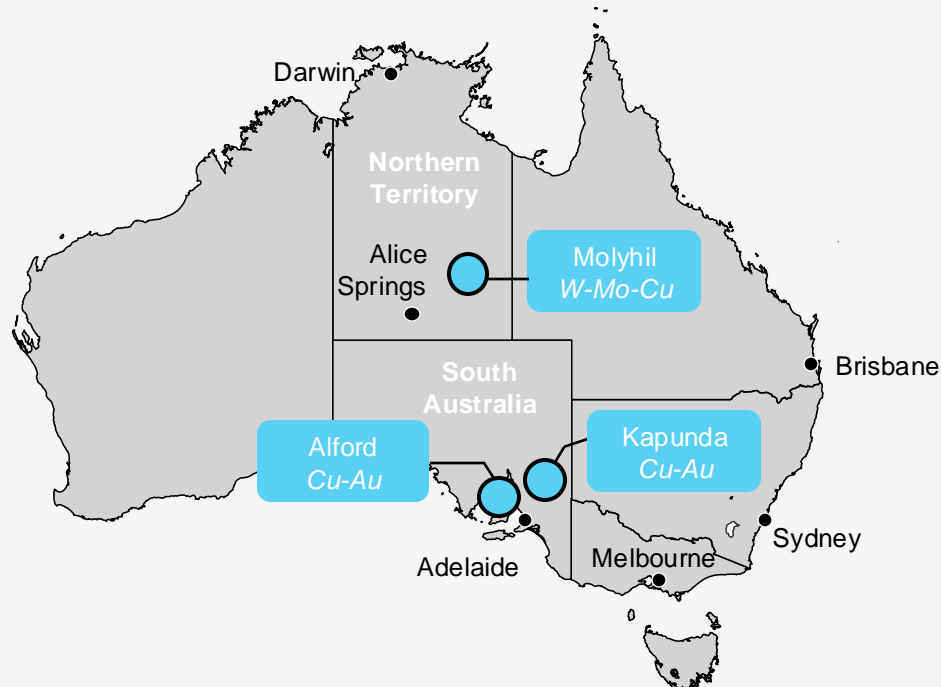 Darwin
Northern
Territory
Alice
Springs
Molyhil
W-Mo-Cu
South
Australia
Brisbane
Alford
Cu-Au
Kapunda
Cu-Au
Adelaide
Melbourne
Sydney